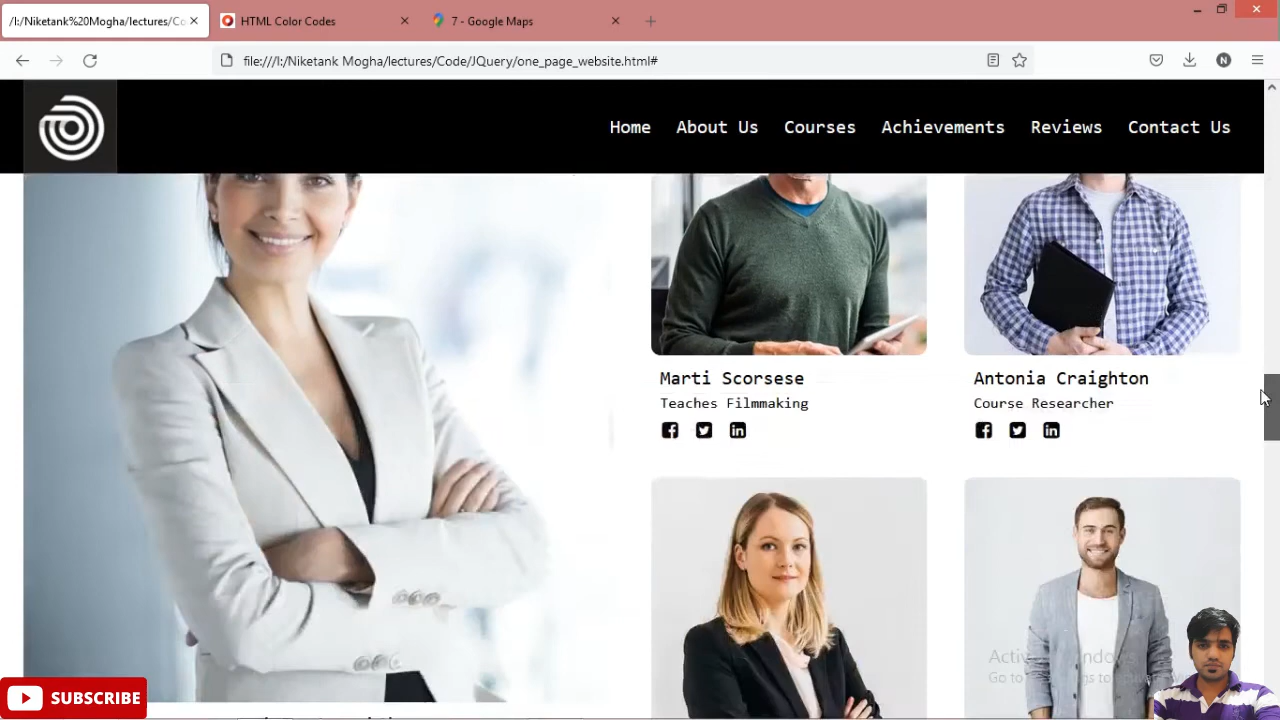 /I:/Niketank%20Mogha/lectures/Co
HTML Color Codes
7 - Google Maps
file:///I:/Niketank Mogha/lectures/Code/JQuery/one_page_website.html#
N
Home About Us Courses Achievements Reviews Contact Us
Marti Scorsese
Teaches Filmmaking
Antonia Craighton
Course Researcher
SUBSCRIBE